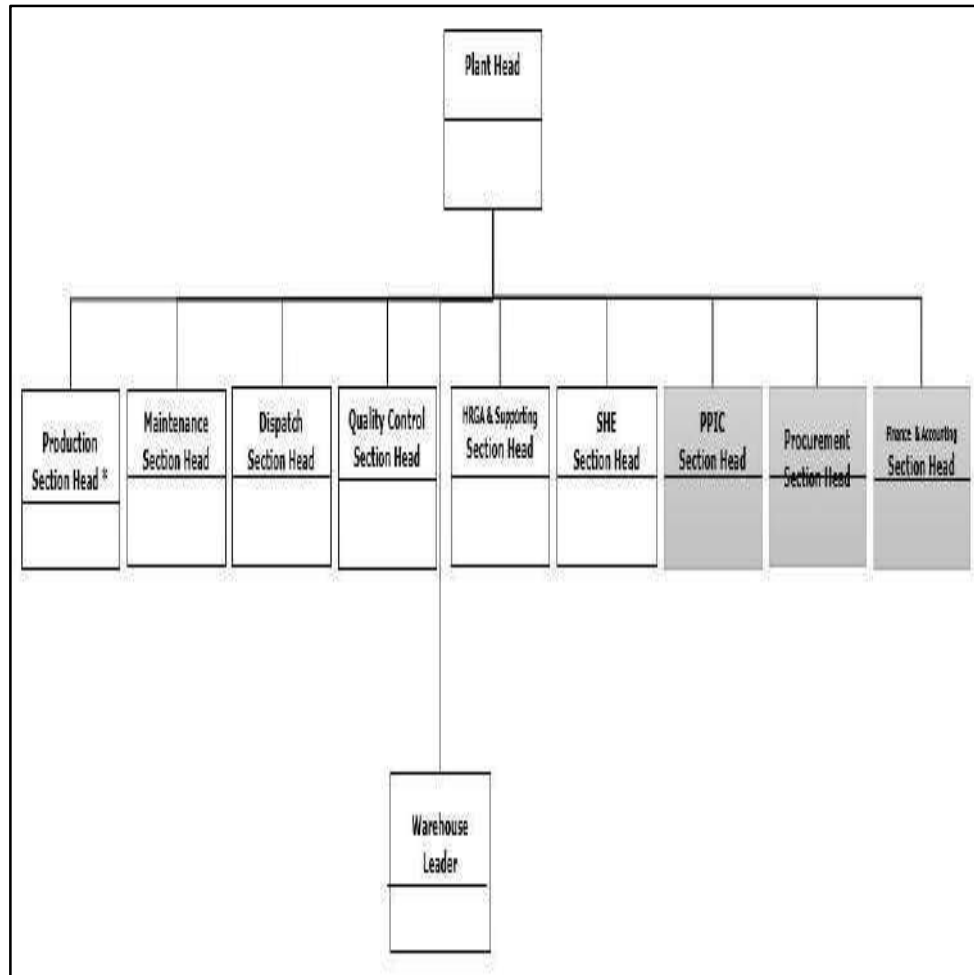 Plant Head
Production
Section Head *
Maintenance
Section Head
Dispatch
Section Head
Quality Control
Section Head
HRGA & Supporting
Section Head
SHE
Section Head
PPIC
Section Head
Procurement
Section Head
Finance & Accounting
Section Head
Warehouse
Leader